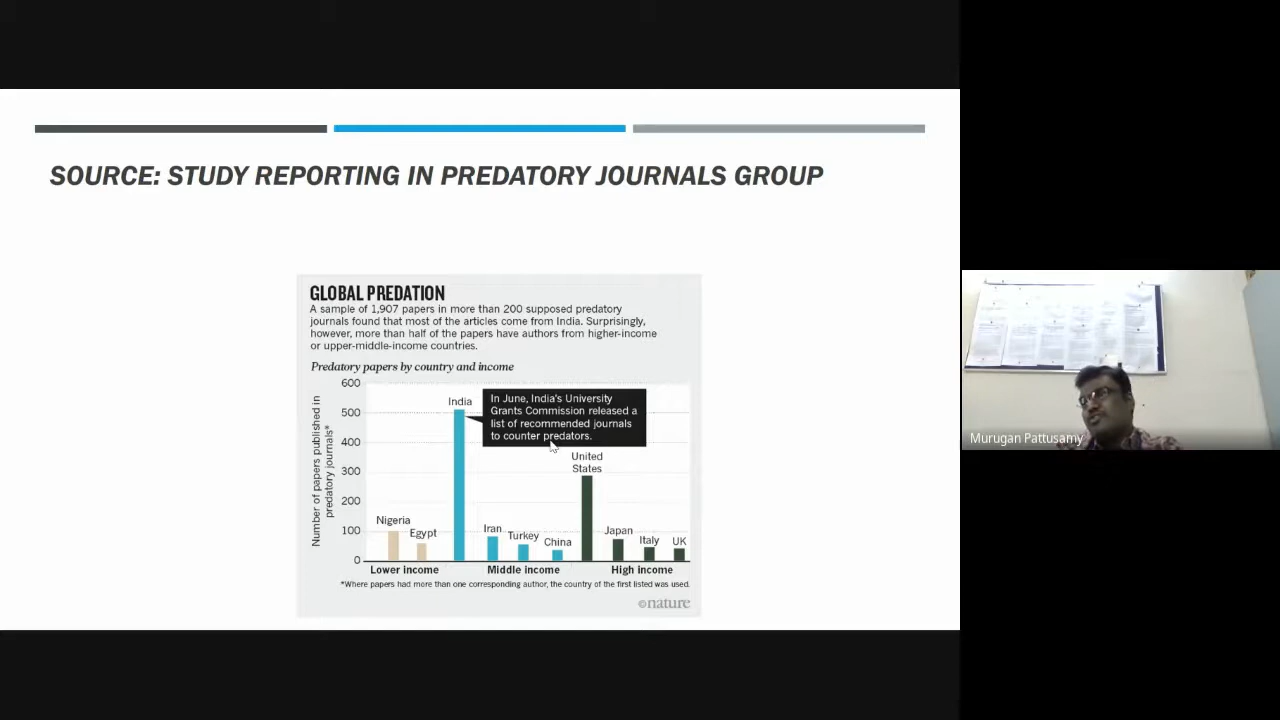 SOURCE: STUDY REPORTING IN PREDATORY JOURNALS GROUP
GLOBAL PREDATION
A sample of 1,907 papers in more than 200 supposed predatory
journals found that most of the articles come from India. Surprisingly,
however, more than half of the papers have authors from higher-income
or upper-middle-income countries.
Predatory papers by country and income
Number of papers published in
predatory journals*
600
500
400
300
200
100
0
Nigeria
Egypt
India
In June, India's University
Grants Commission released a
list of recommended journals
to counter predators.
Iran
Turkey
China
United
States
Japan
Italy
UK
Lower income
Middle income
High income
*Where papers had more than one corresponding author, the country of the first listed was used.
©nature
Murugan Pattusamy